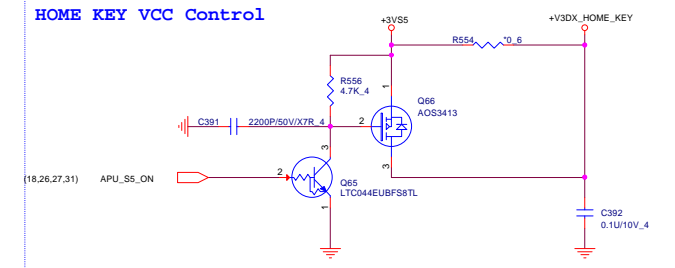 HOME KEY VCC Control
+3VS5
+V3DX_HOME_KEY
R554
*0_6
R556
4.7K_4
1
Q66
AOS3413
C391
2200P/50V/X7R_4
2
3
3
(18,26,27,31)
APU_S5_ON
2
Q65
LTC044EUBFS8TL
1
C392
0.1U/10V_4